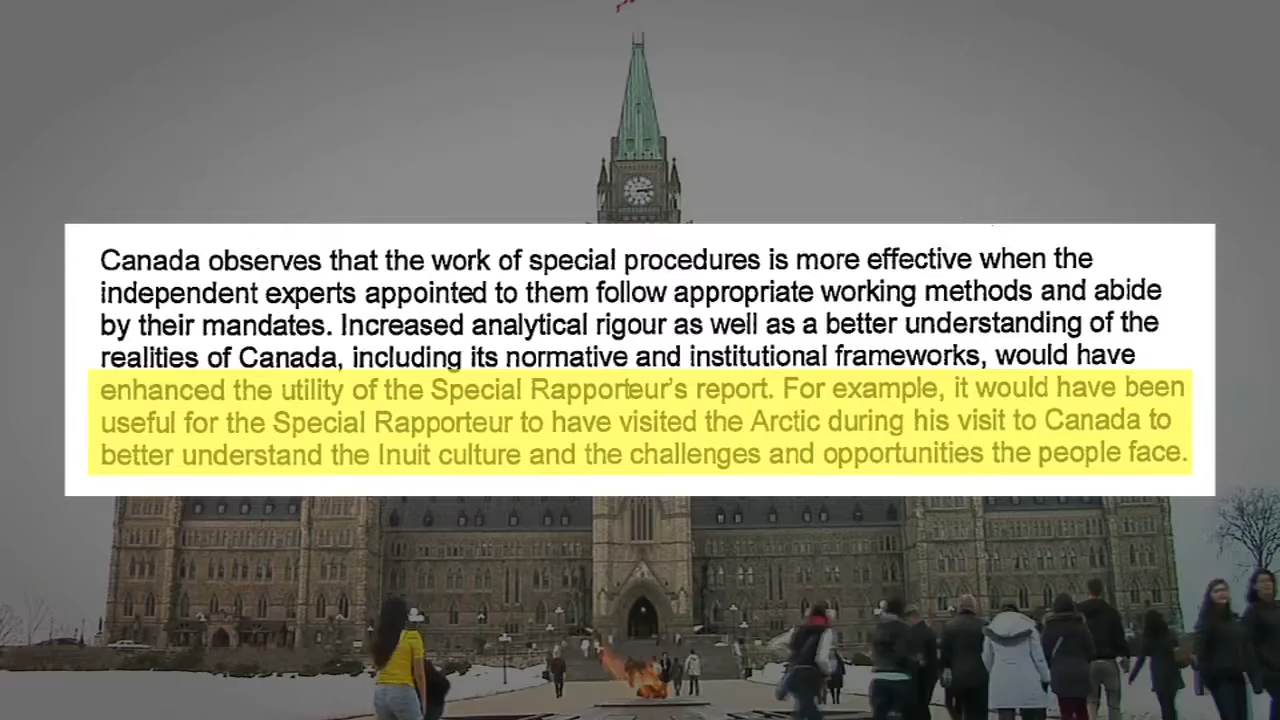 Canada observes that the work of special procedures is more effective when the
independent experts appointed to them follow appropriate working methods and abide
by their mandates. Increased analytical rigour as well as a better understanding of the
realities of Canada, including its normative and institutional frameworks, would have
enhanced the utility of the Special Rapporteur's report. For example, it would have been
useful for the Special Rapporteur to have visited the Arctic during his visit to Canada to
better understand the Inuit culture and the challenges and opportunities the people face.